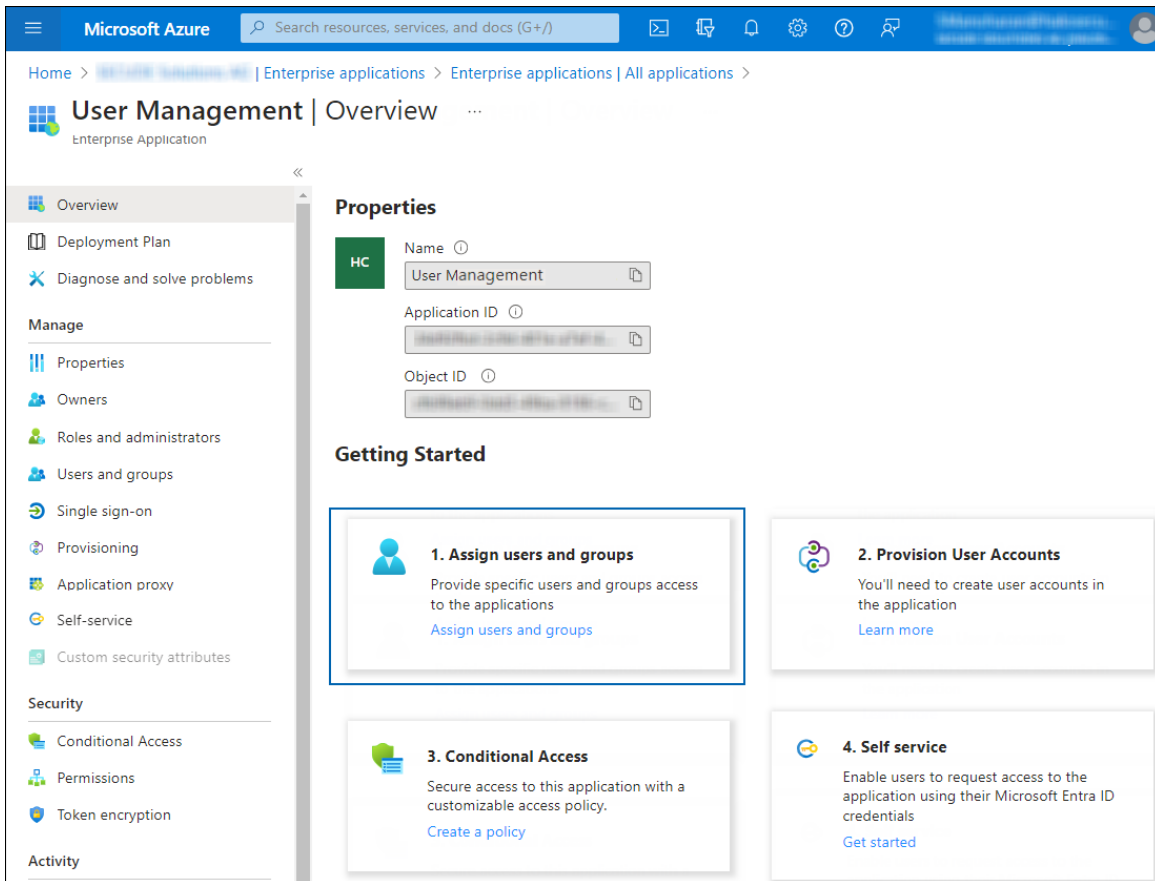 Microsoft Azure
Search resources, services, and docs (G+/)
Home > | Enterprise applications > Enterprise applications | All applications >
User Management | Overview ...
Enterprise Application
«
Overview
Deployment Plan
Diagnose and solve problems
Manage
Properties
Owners
Roles and administrators
Users and groups
Single sign-on
Provisioning
Application proxy
Self-service
Custom security attributes
Security
Conditional Access
Permissions
Token encryption
Activity
Properties
HC
Name
User Management
Application ID
Object ID
Getting Started
1. Assign users and groups
Provide specific users and groups access
to the applications
Assign users and groups
2. Provision User Accounts
You'll need to create user accounts in
the application
Learn more
3. Conditional Access
Secure access to this application with a
customizable access policy.
Create a policy
4. Self service
Enable users to request access to the
application using their Microsoft Entra ID
credentials
Get started